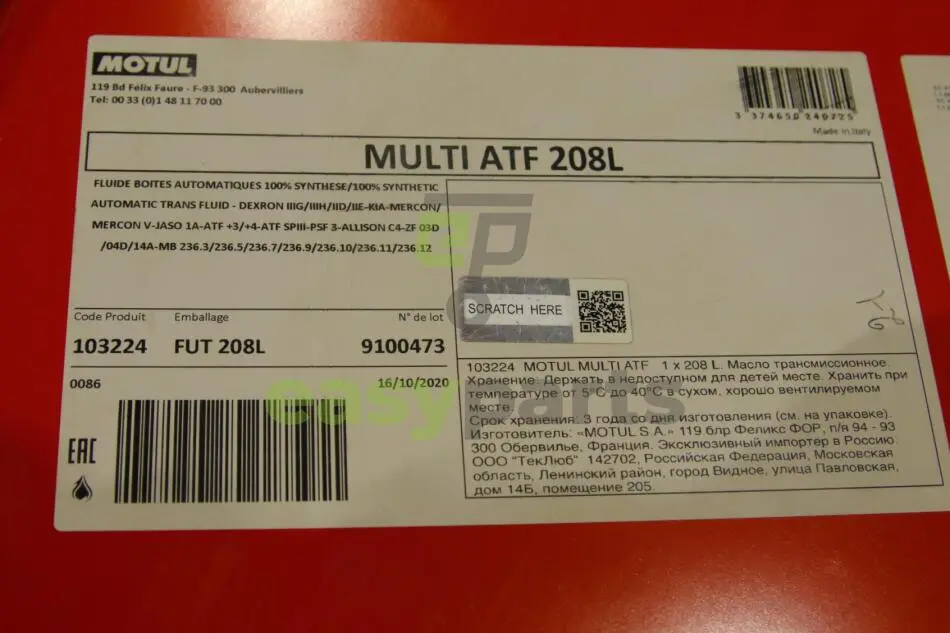 MOTUL
119 Bd Félix Faure - F-93 300 Aubervilliers
Tel: 00 33 (0)1 48 11 70 00
3 374650 240725
Made in Italy
MULTI ATF 208L
FLUIDE BOITES AUTOMATIQUES 100% SYNTHESE/100% SYNTHETIC
AUTOMATIC TRANS FLUID - DEXRON IIIG/IIIH/IID/IIE-KIA-MERCON/
MERCON V-JASO 1A-ATF +3/+4-ATF SPIII-PSF 3-ALLISON C4-ZF 03D
/04D/14A-MB 236.3/236.5/236.7/236.9/236.10/236.11/236.12
SCRATCH HERE
Code Produit Emballage N° de lot
103224 FUT 208L 9100473
0086 16/10/2020
EAC
103224 MOTUL MULTI ATF 1 x 208 L. Масло трансмиссионное.
Хранение: Держать в недоступном для детей месте. Хранить при
температуре от 5°С до 40°С в сухом, хорошо вентилируемом
месте.
Срок хранения: 3 года со дня изготовления (см. на упаковке).
Изготовитель: «MOTUL S.A.» 119 блр Феликс ФОР, п/я 94 - 93
300 Обервилье, Франция. Эксклюзивный импортер в Россию:
ООО "ТекЛюб" 142702, Российская Федерация, Московская
область, Ленинский район, город Видное, улица Павловская,
дом 14Б, помещение 205.
easy parts